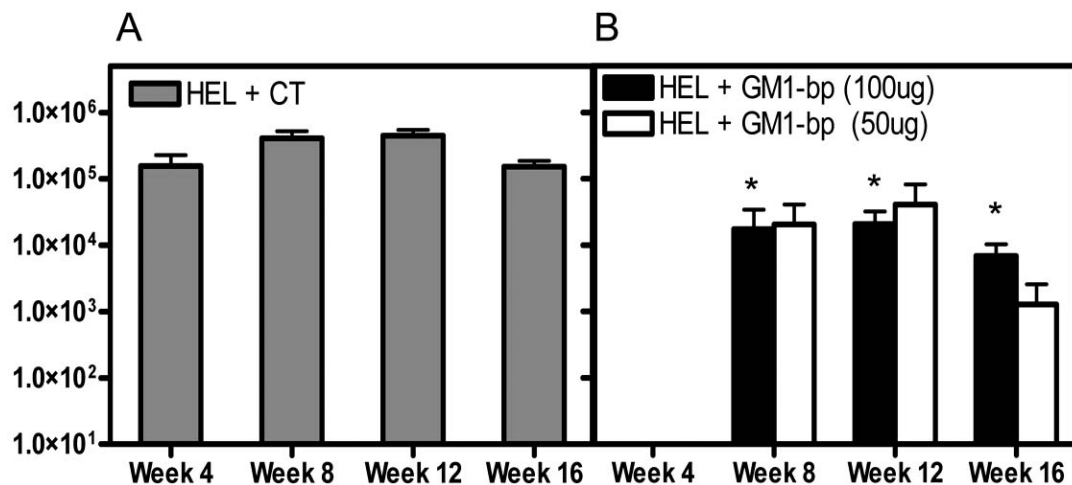 A
B
HEL + CT
HEL + GM1-bp (100ug)
HEL + GM1-bp (50ug)
1.0×10⁶
1.0×10⁵
1.0×10⁴
1.0×10³
1.0×10²
1.0×10¹
* * *
Week 4 Week 8 Week 12 Week 16 Week 4 Week 8 Week 12 Week 16